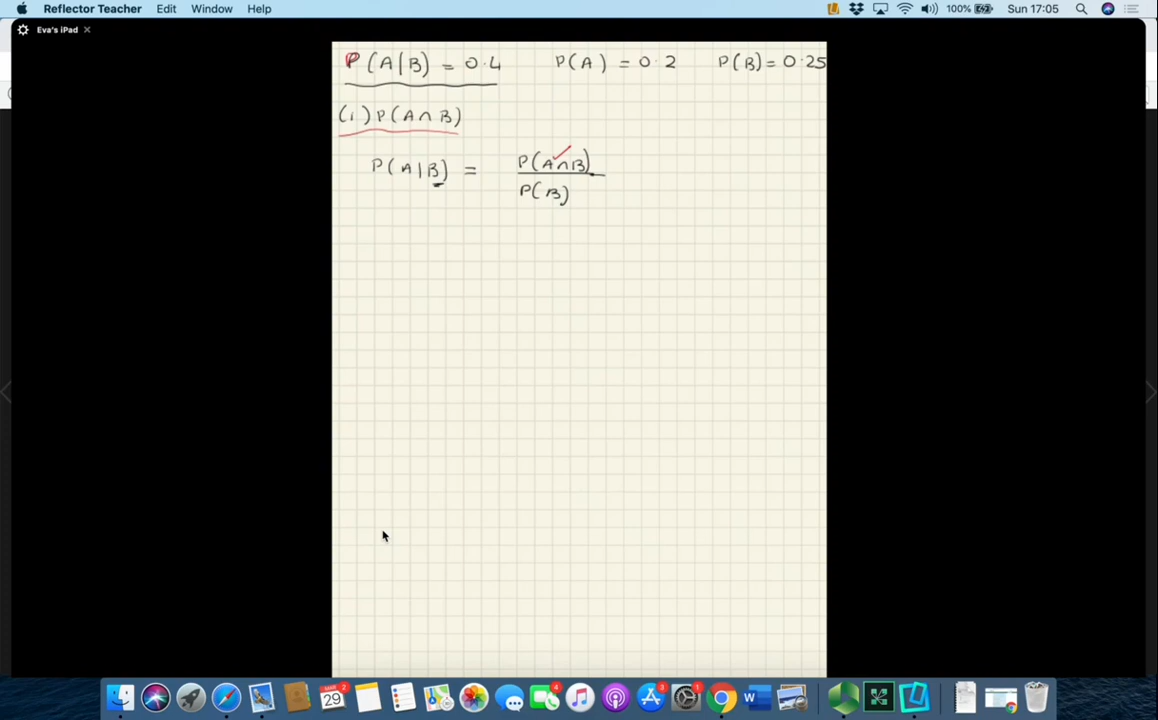 Reflector Teacher Edit Window Help 100% Sun 17:05
Eva's iPad
P(A|B) = 0.4 P(A) = 0.2 P(B) = 0.25
(i) P(A∩B)
P(A|B) = P(A∩B)
P(B)